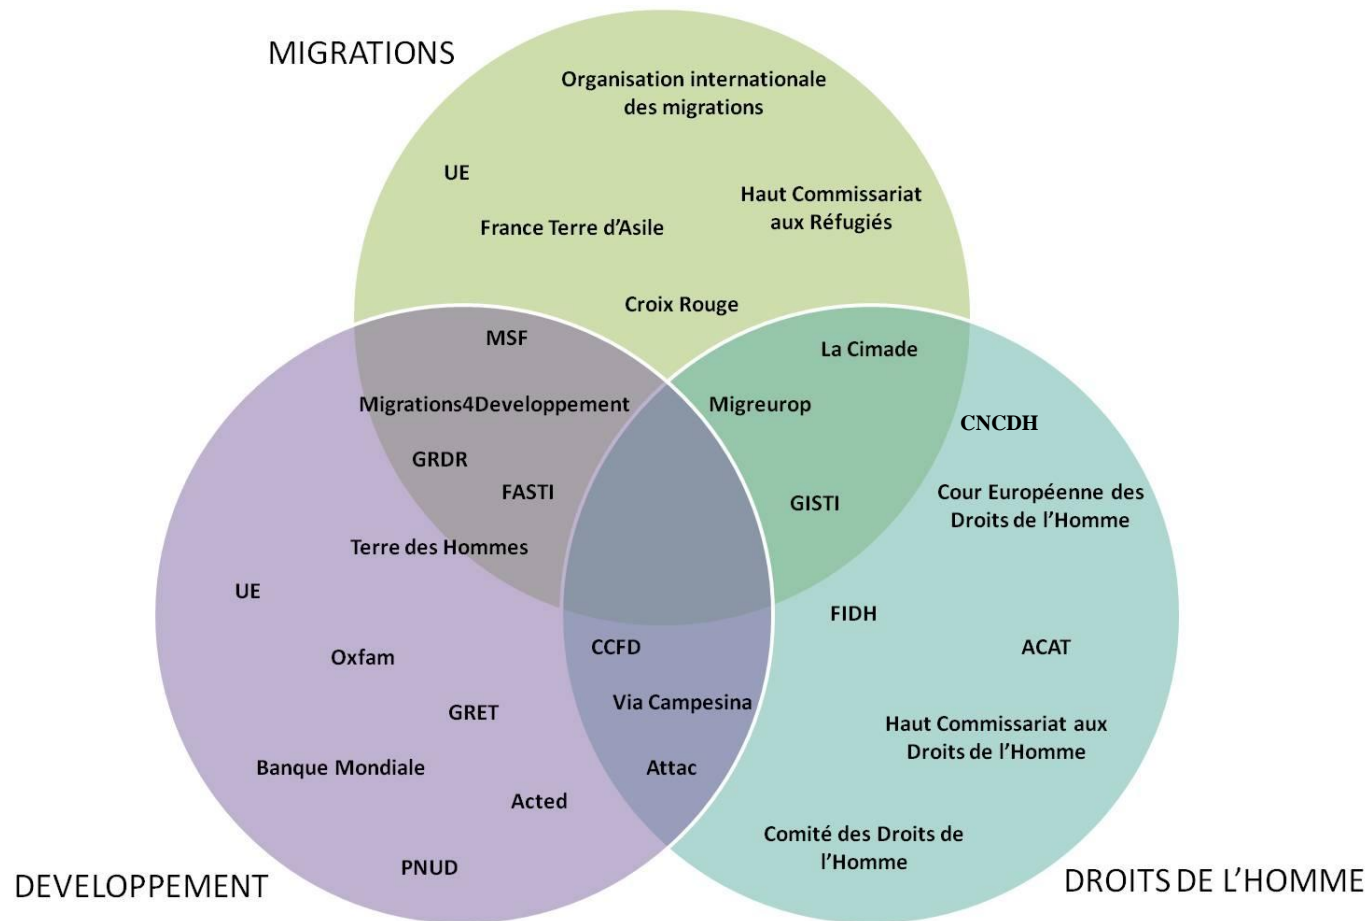 MIGRATIONS
Organisation internationale
des migrations
UE
Haut Commissariat
aux Réfugiés
France Terre d’Asile
Croix Rouge
MSF
La Cimade
Migrations4Developpement
Migreurop
CNCDH
GRDR
FASTI
GISTI
Cour Européenne des
Droits de l’Homme
Terre des Hommes
UE
FIDH
Oxfam
CCFD
ACAT
GRET
Via Campesina
Haut Commissariat aux
Droits de l’Homme
Banque Mondiale
Attac
Acted
Comité des Droits de
l’Homme
PNUD
DEVELOPPEMENT
DROITS DE L’HOMME